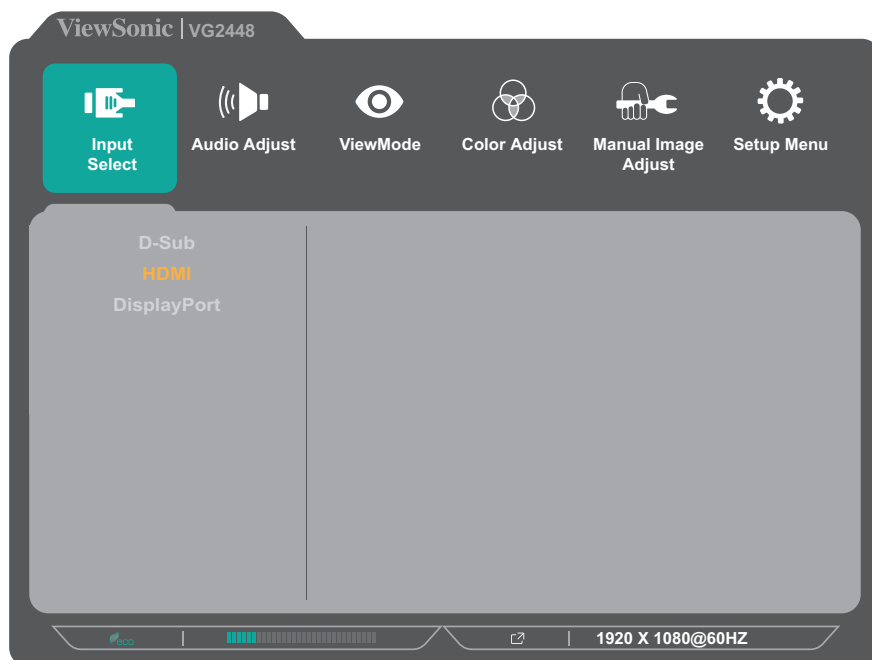 ViewSonic | VG2448
Input
Select
Audio Adjust
ViewMode
Color Adjust
Manual Image
Adjust
Setup Menu
D-Sub
HDMI
DisplayPort
eco
1920 X 1080@60HZ